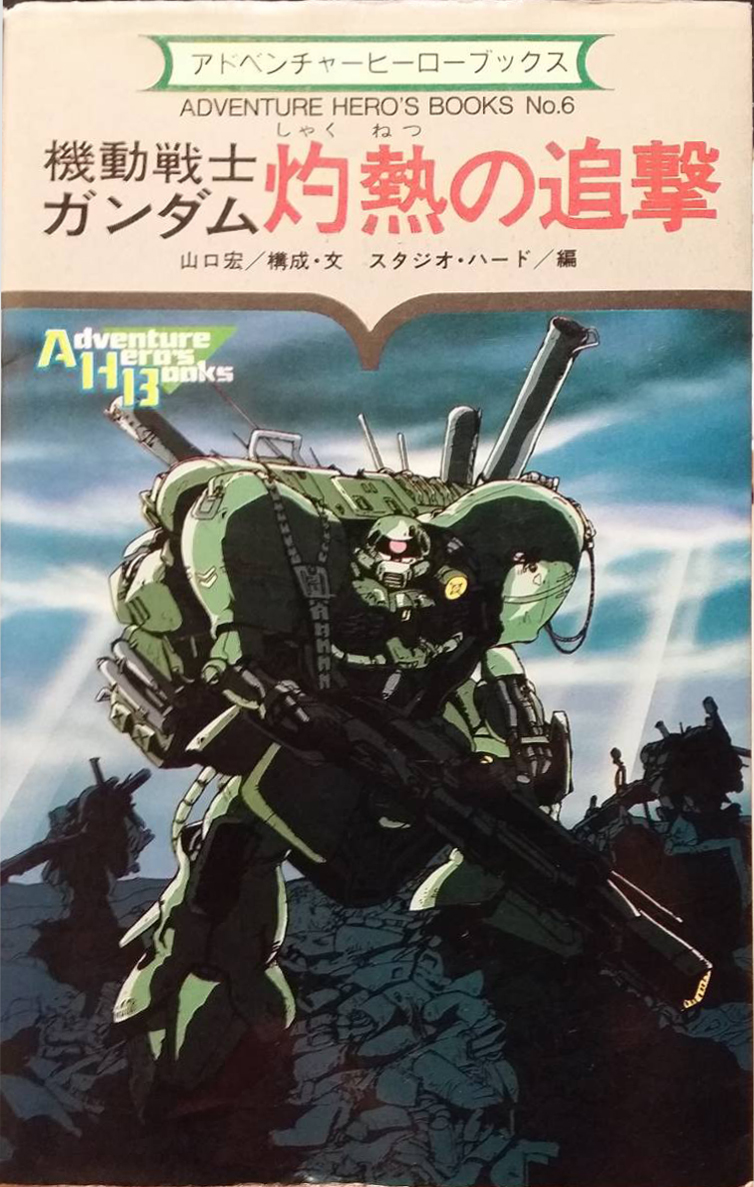 アドベンチャーヒーローブックス
ADVENTURE HERO'S BOOKS No.6
しゃく ねつ
機動戦士
ガンダム
灼熱の追撃
山口宏／構成・文 スタジオ・ハード／編
Adventure
Hero's
Books